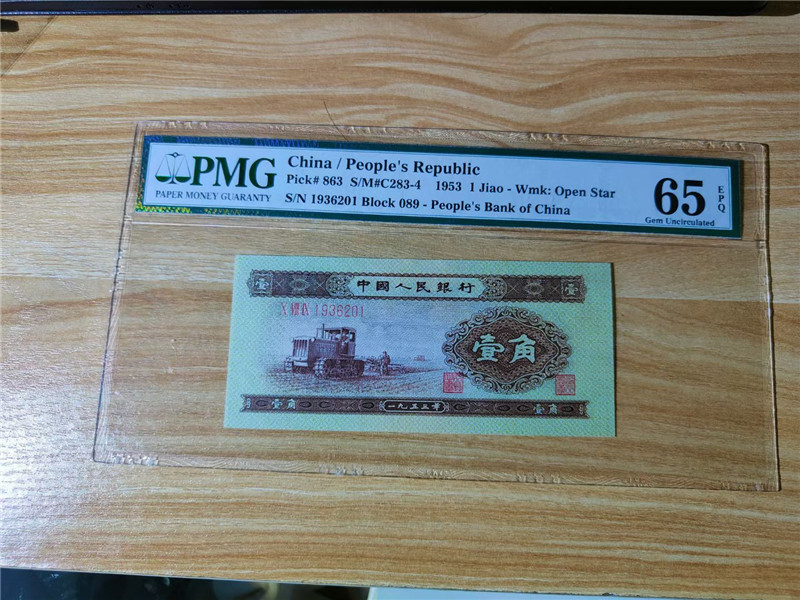 PMG
PAPER MONEY GUARANTY
China / People's Republic
Pick# 863 S/M#C283-4 1953 1 Jiao - Wmk: Open Star
S/N 1936201 Block 089 - People's Bank of China
65 EPQ
Gem Uncirculated
壹 中國人民銀行 壹
1936201
壹角
壹角 一九五三年 壹角